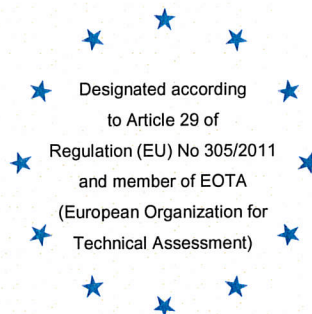 Designated according
to Article 29 of
Regulation (EU) No 305/2011
and member of EOTA
(European Organization for
Technical Assessment)